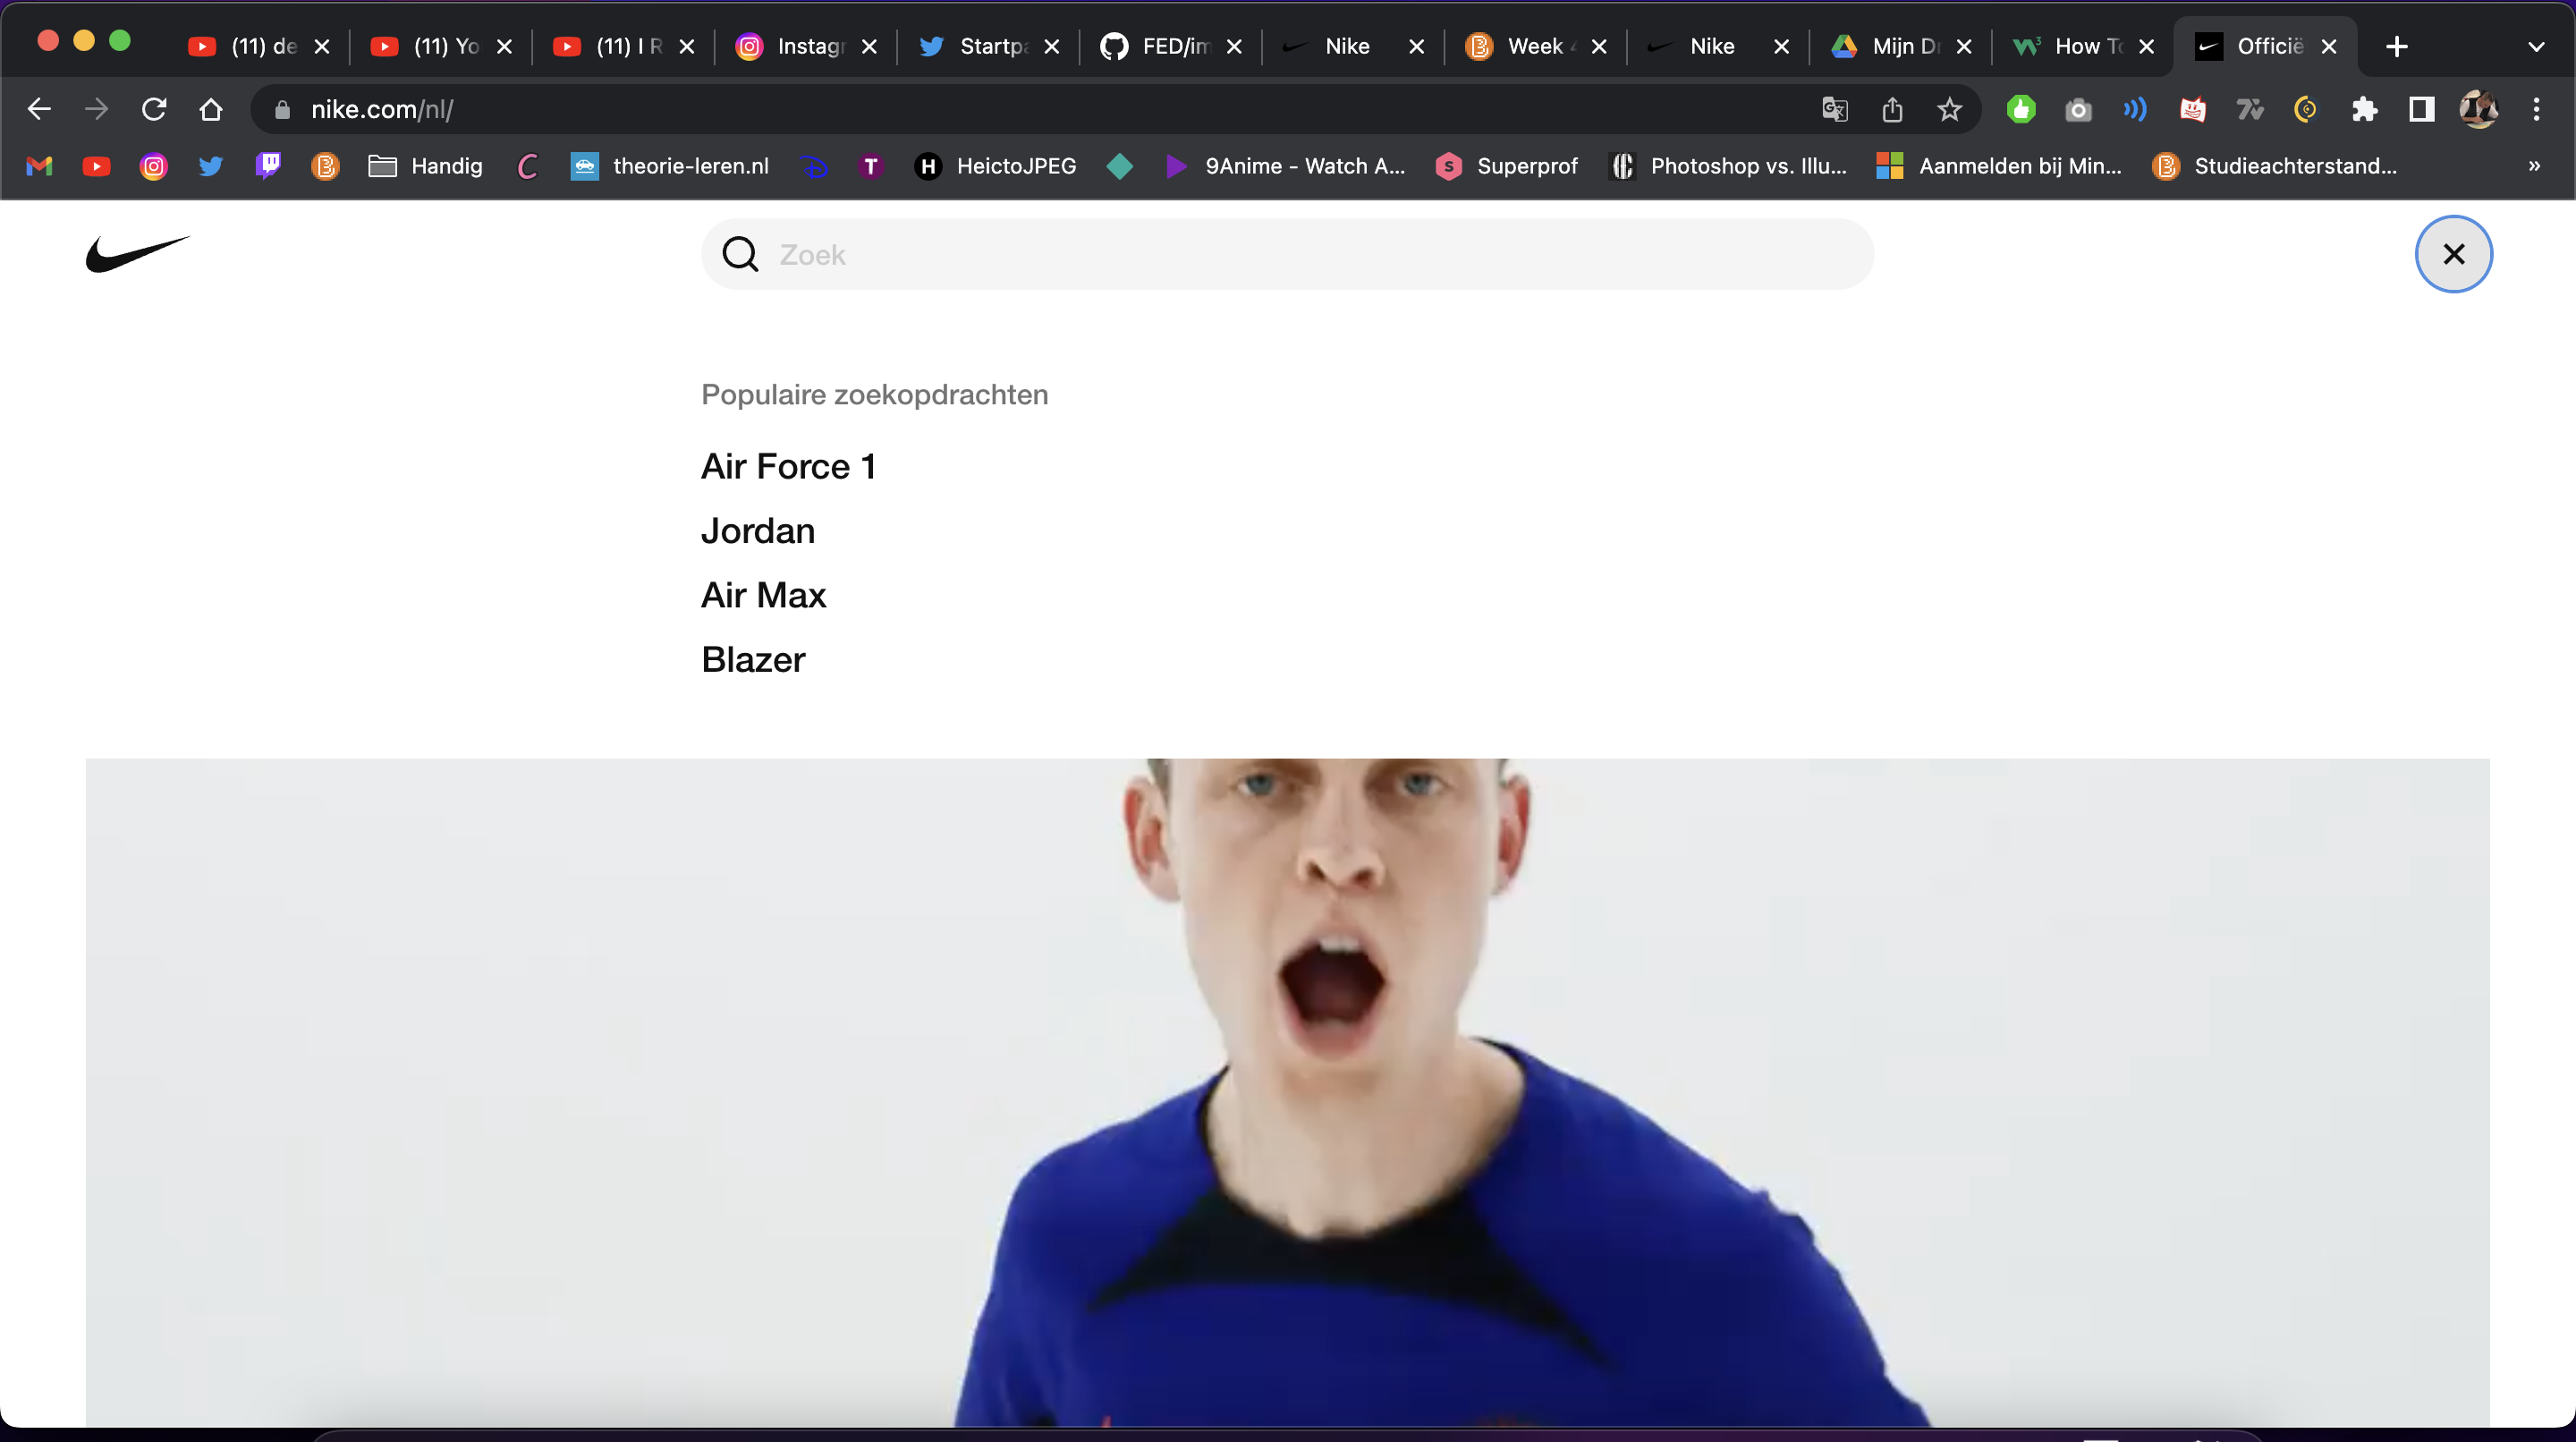 (11) de
(11) Yo
(11) I R
Instagr
Startpa
FED/im
Nike
Week 4
Nike
Mijn Dr
How To
Officië
nike.com/nl/
Handig
theorie-leren.nl
T
H
HeictoJPEG
9Anime - Watch A...
S
Superprof
Photoshop vs. Illu...
Aanmelden bij Min...
Studieachterstand...
»
Zoek
Populaire zoekopdrachten
Air Force 1
Jordan
Air Max
Blazer